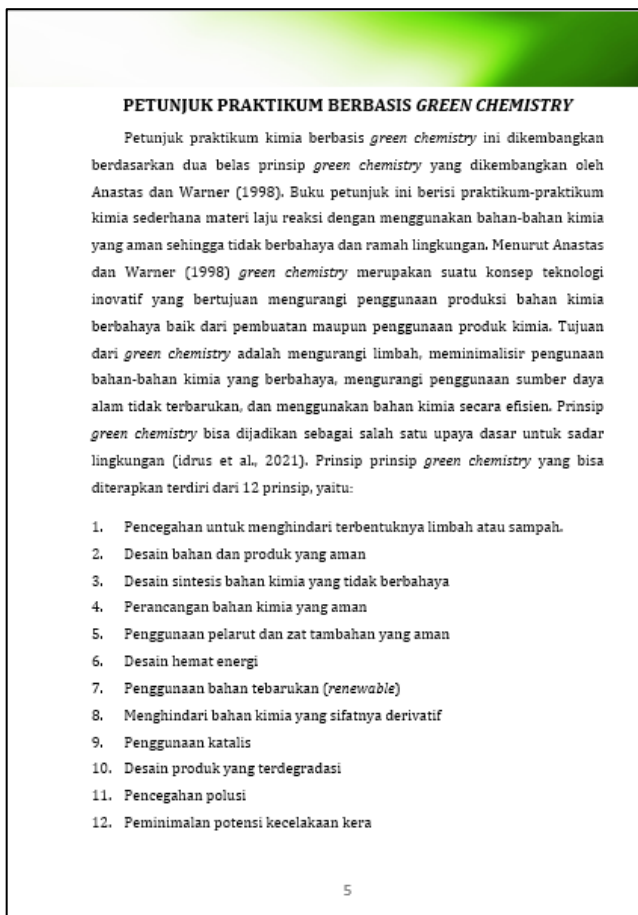 PETUNJUK PRAKTIKUM BERBASIS GREEN CHEMISTRY
Petunjuk praktikum kimia berbasis green chemistry ini dikembangkan
berdasarkan dua belas prinsip green chemistry yang dikembangkan oleh
Anastas dan Warner (1998). Buku petunjuk ini berisi praktikum-praktikum
kimia sederhana materi laju reaksi dengan menggunakan bahan-bahan kimia
yang aman sehingga tidak berbahaya dan ramah lingkungan. Menurut Anastas
dan Warner (1998) green chemistry merupakan suatu konsep teknologi
inovatif yang bertujuan mengurangi penggunaan produksi bahan kimia
berbahaya baik dari pembuatan maupun penggunaan produk kimia. Tujuan
dari green chemistry adalah mengurangi limbah, meminimalisir pengunaan
bahan-bahan kimia yang berbahaya, mengurangi penggunaan sumber daya
alam tidak terbarukan, dan menggunakan bahan kimia secara efisien. Prinsip
green chemistry bisa dijadikan sebagai salah satu upaya dasar untuk sadar
lingkungan (idrus et al., 2021). Prinsip prinsip green chemistry yang bisa
diterapkan terdiri dari 12 prinsip, yaitu:
1. Pencegahan untuk menghindari terbentuknya limbah atau sampah.
2. Desain bahan dan produk yang aman
3. Desain sintesis bahan kimia yang tidak berbahaya
4. Perancangan bahan kimia yang aman
5. Penggunaan pelarut dan zat tambahan yang aman
6. Desain hemat energi
7. Penggunaan bahan tebarukan (renewable)
8. Menghindari bahan kimia yang sifatnya derivatif
9. Penggunaan katalis
10. Desain produk yang terdegradasi
11. Pencegahan polusi
12. Peminimalan potensi kecelakaan kera
5